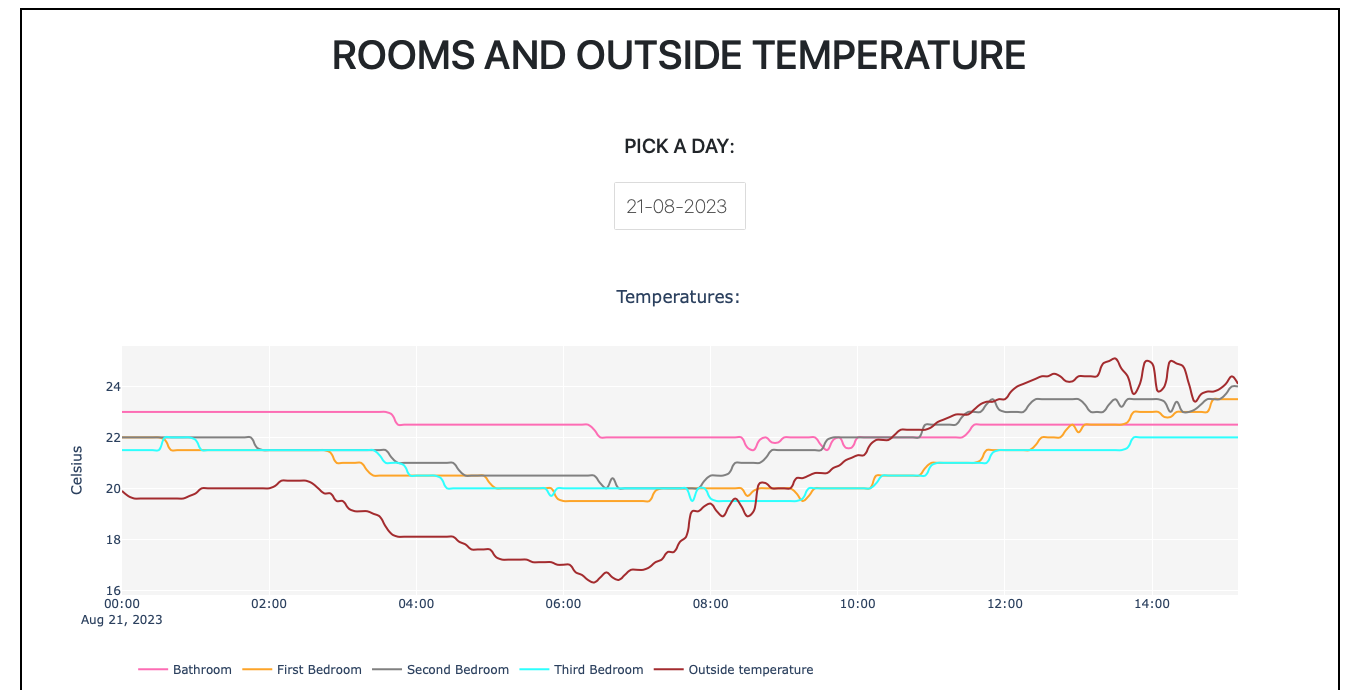 ROOMS AND OUTSIDE TEMPERATURE
PICK A DAY:
21-08-2023
Temperatures:
Celsius
24
22
20
18
16
00:00 02:00 04:00 06:00 08:00 10:00 12:00 14:00
Aug 21, 2023
Bathroom First Bedroom Second Bedroom Third Bedroom Outside temperature